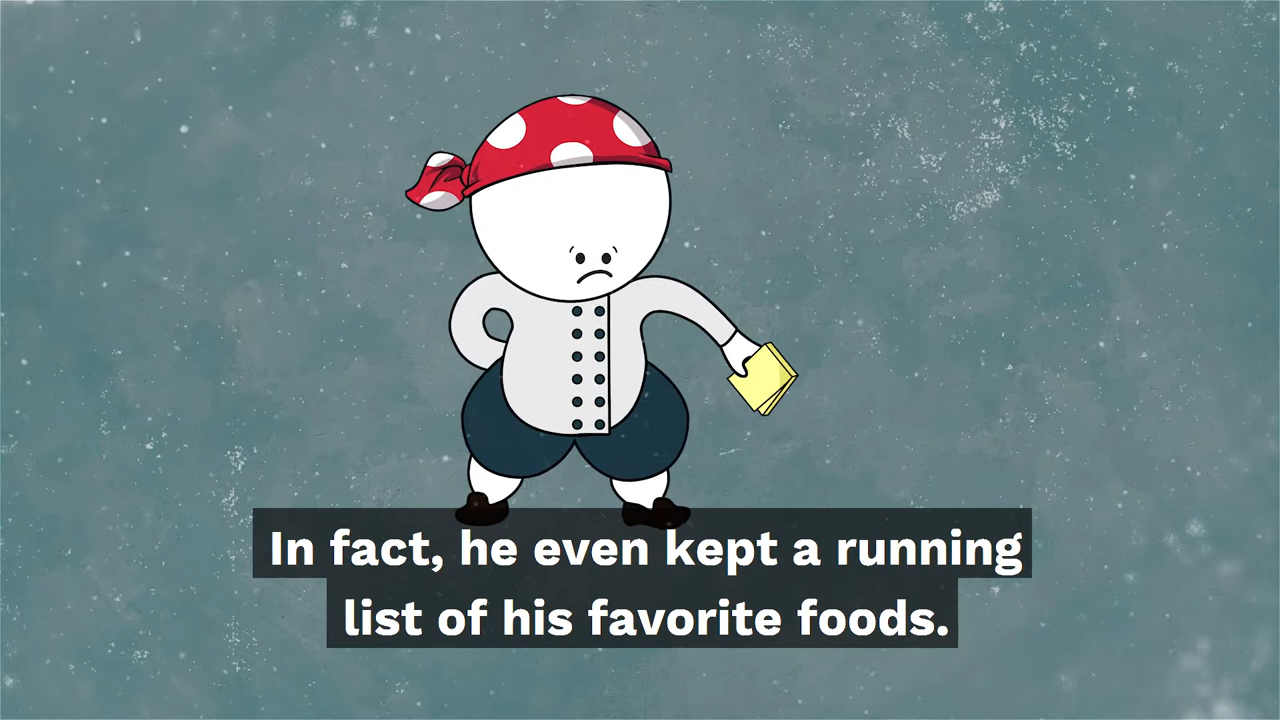 In fact, he even kept a running
list of his favorite foods.